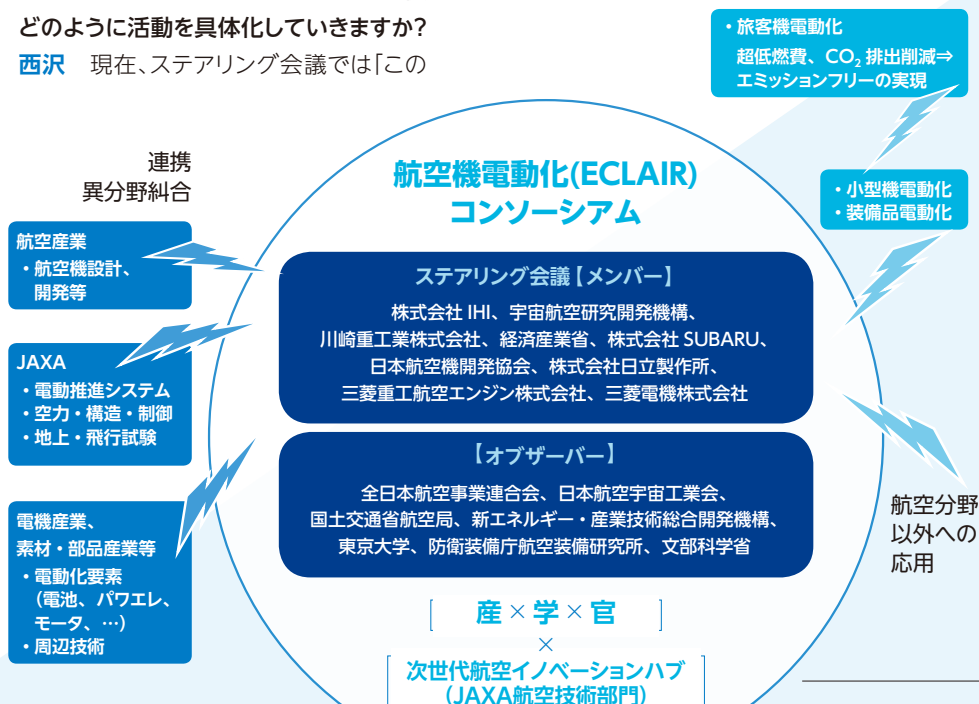 どのように活動を具体化していきますか?
西沢 現在、ステアリング会議では「この
連携
異分野糾合
航空産業
・航空機設計、
開発等
JAXA
・電動推進システム
・空力・構造・制御
・地上・飛行試験
電機産業、
素材・部品産業等
・電動化要素
(電池、パワエレ、
モータ、…)
・周辺技術
航空機電動化(ECLAIR)
コンソーシアム
ステアリング会議【メンバー】
株式会社 IHI、宇宙航空研究開発機構、
川崎重工業株式会社、経済産業省、株式会社 SUBARU、
日本航空機開発協会、株式会社日立製作所、
三菱重工航空エンジン株式会社、三菱電機株式会社
【オブザーバー】
全日本航空事業連合会、日本航空宇宙工業会、
国土交通省航空局、新エネルギー・産業技術総合開発機構、
東京大学、防衛装備庁航空装備研究所、文部科学省
[ 産×学×官 ]
×
次世代航空イノベーションハブ
(JAXA航空技術部門)
・旅客機電動化
超低燃費、CO₂ 排出削減⇒
エミッションフリーの実現
・小型機電動化
・装備品電動化
航空分野
以外への
応用